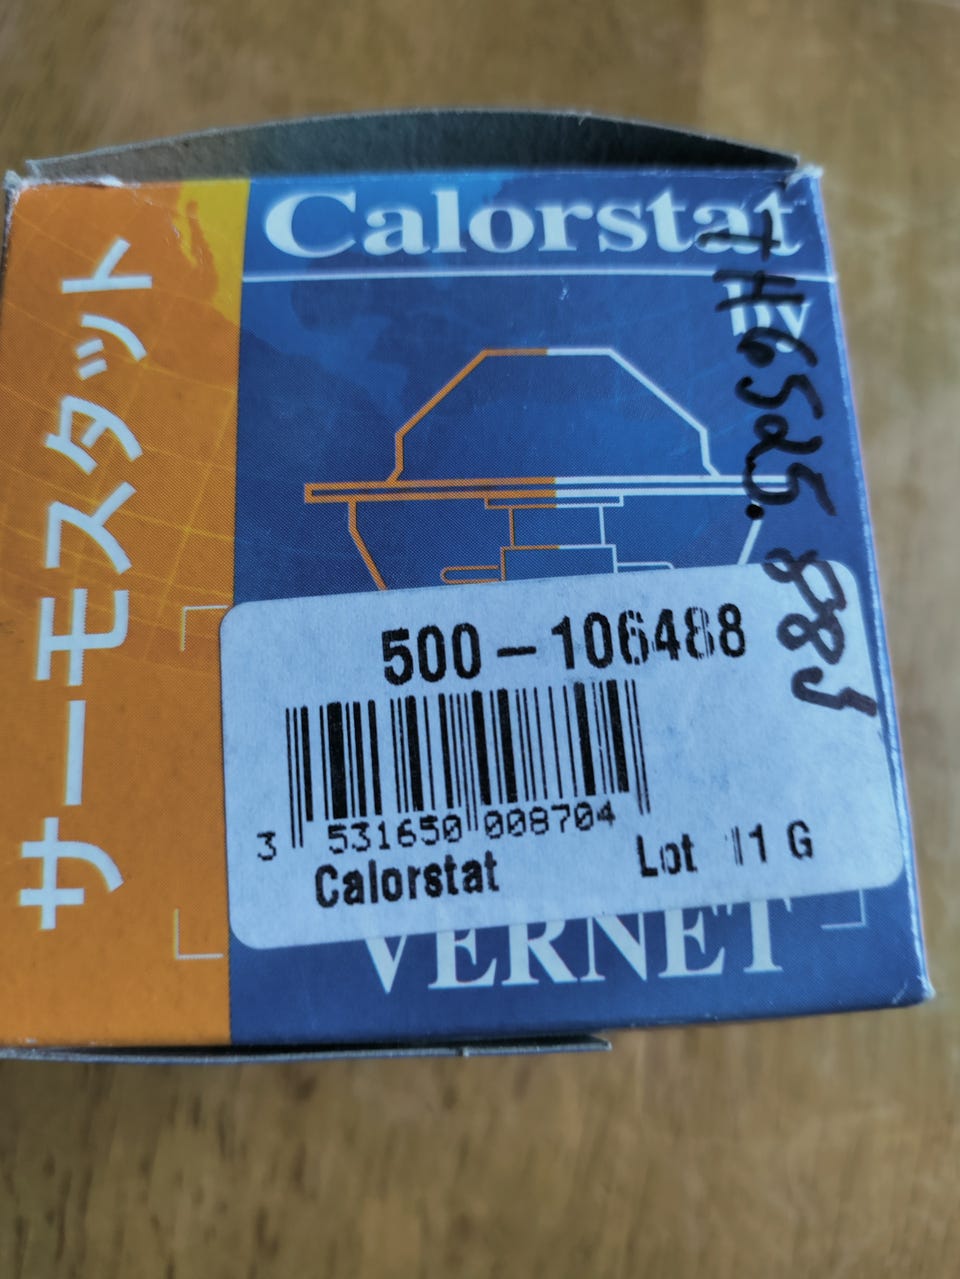 サーモスタット
Calorstat
by
TH6525.88J
500-106488
3 531650 008704
Calorstat
Lot 11 G
VERNET